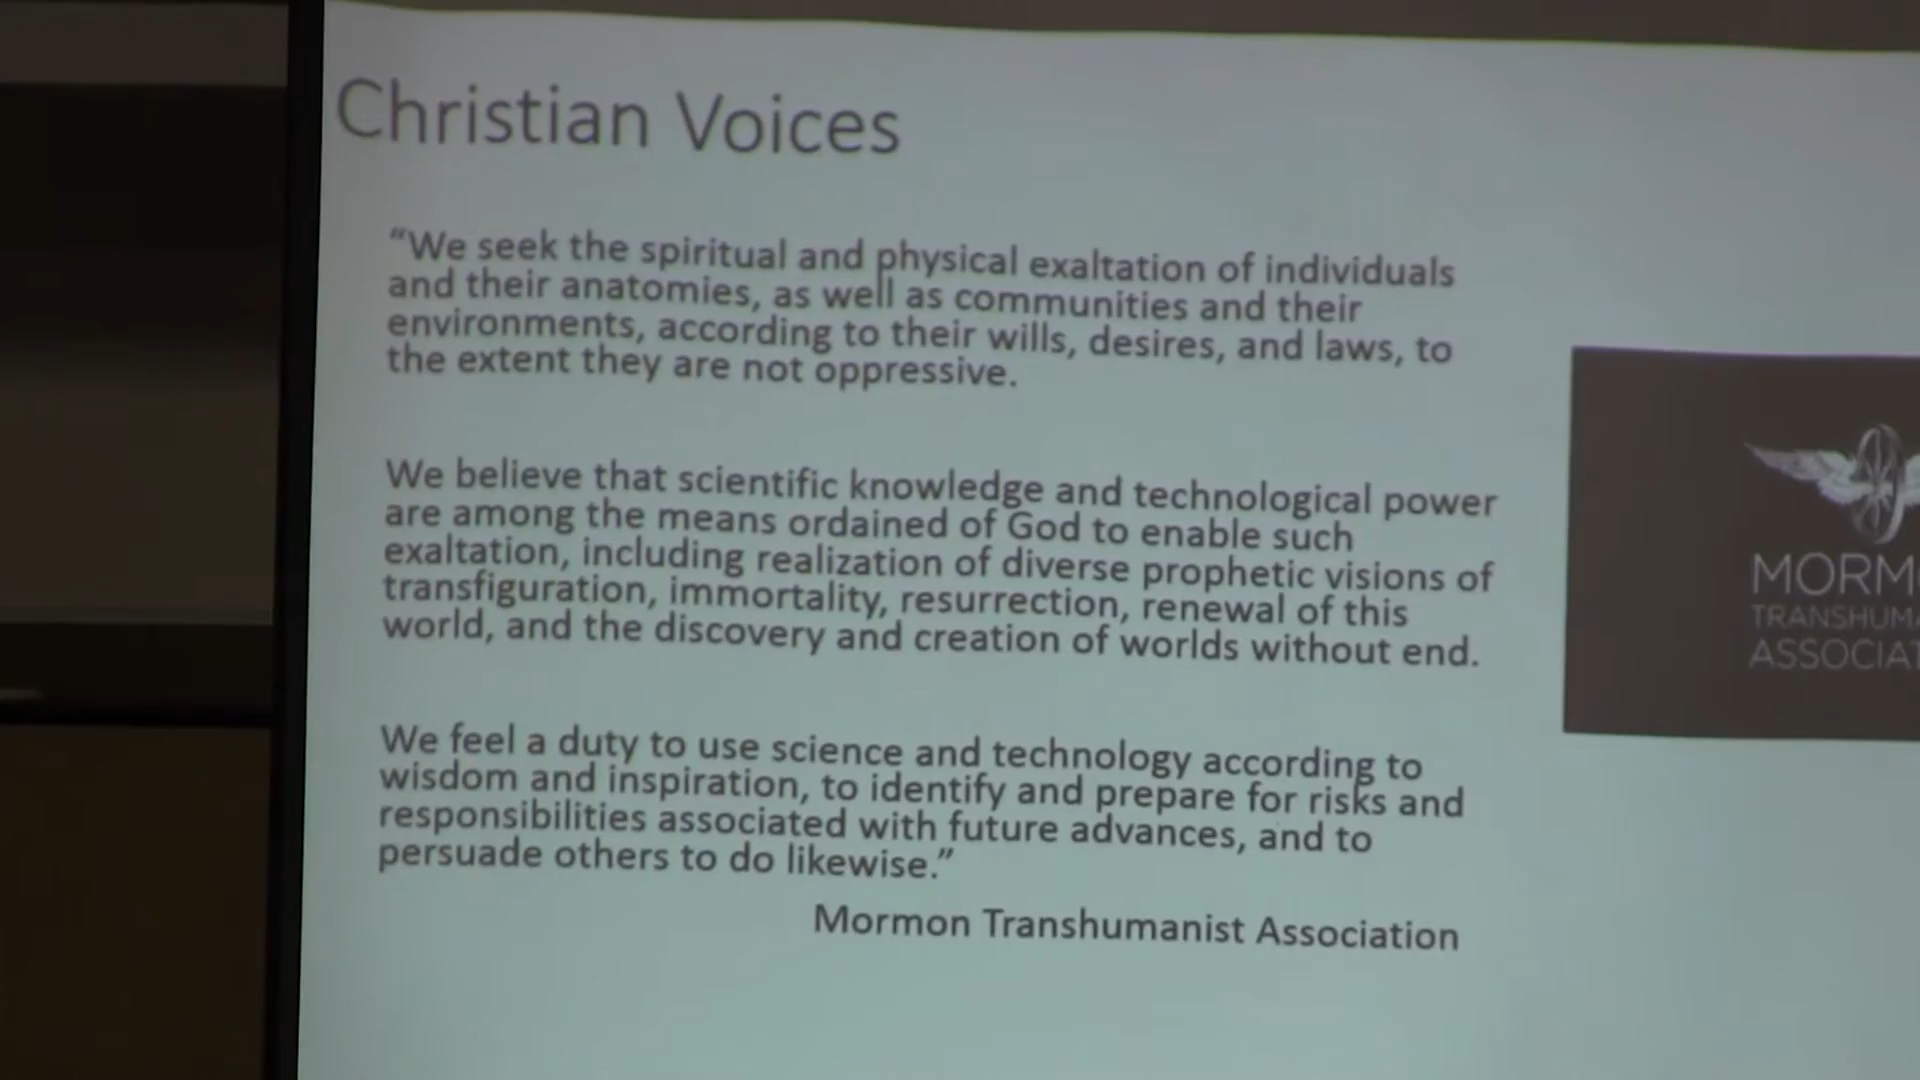 Christian Voices
“We seek the spiritual and physical exaltation of individuals
and their anatomies, as well as communities and their
environments, according to their wills, desires, and laws, to
the extent they are not oppressive.
We believe that scientific knowledge and technological power
are among the means ordained of God to enable such
exaltation, including realization of diverse prophetic visions of
transfiguration, immortality, resurrection, renewal of this
world, and the discovery and creation of worlds without end.
We feel a duty to use science and technology according to
wisdom and inspiration, to identify and prepare for risks and
responsibilities associated with future advances, and to
persuade others to do likewise.”
Mormon Transhumanist Association